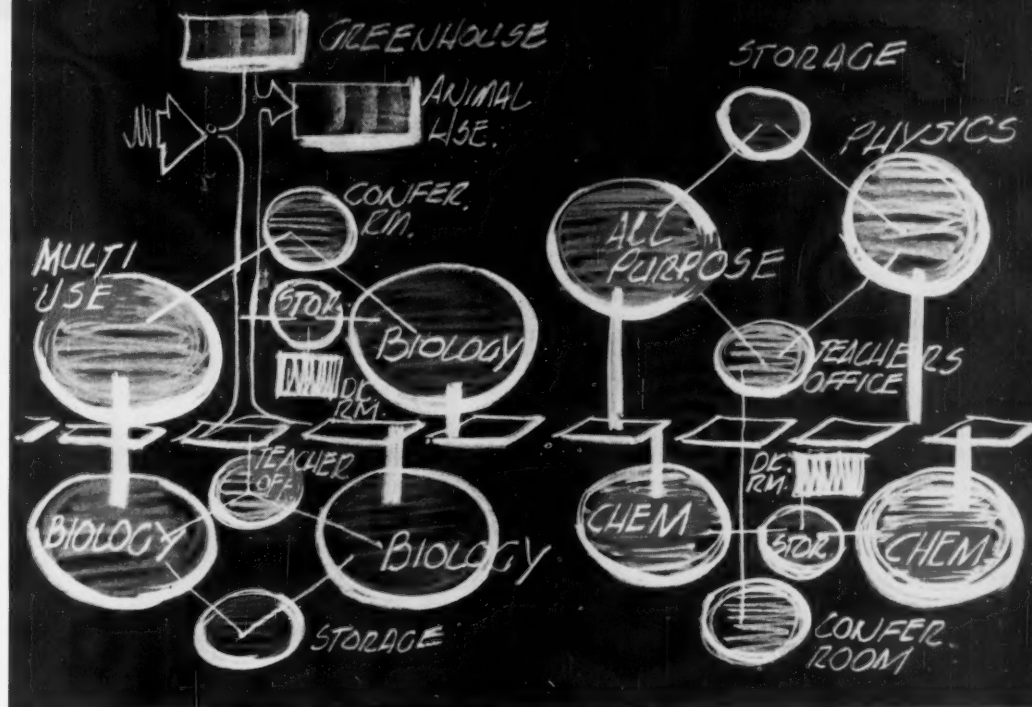 GREENHOUSE
ANIMAL
USE.
CONFER.
RM.
MULTI
USE
STOR.
BIOLOGY
DK.
RM.
TEACHER
OFF.
BIOLOGY
BIOLOGY
STORAGE
STORAGE
PHYSICS
ALL
PURPOSE
TEACHERS
OFFICE
DK.
RM.
CHEM
STOR
CHEM
CONFER.
ROOM